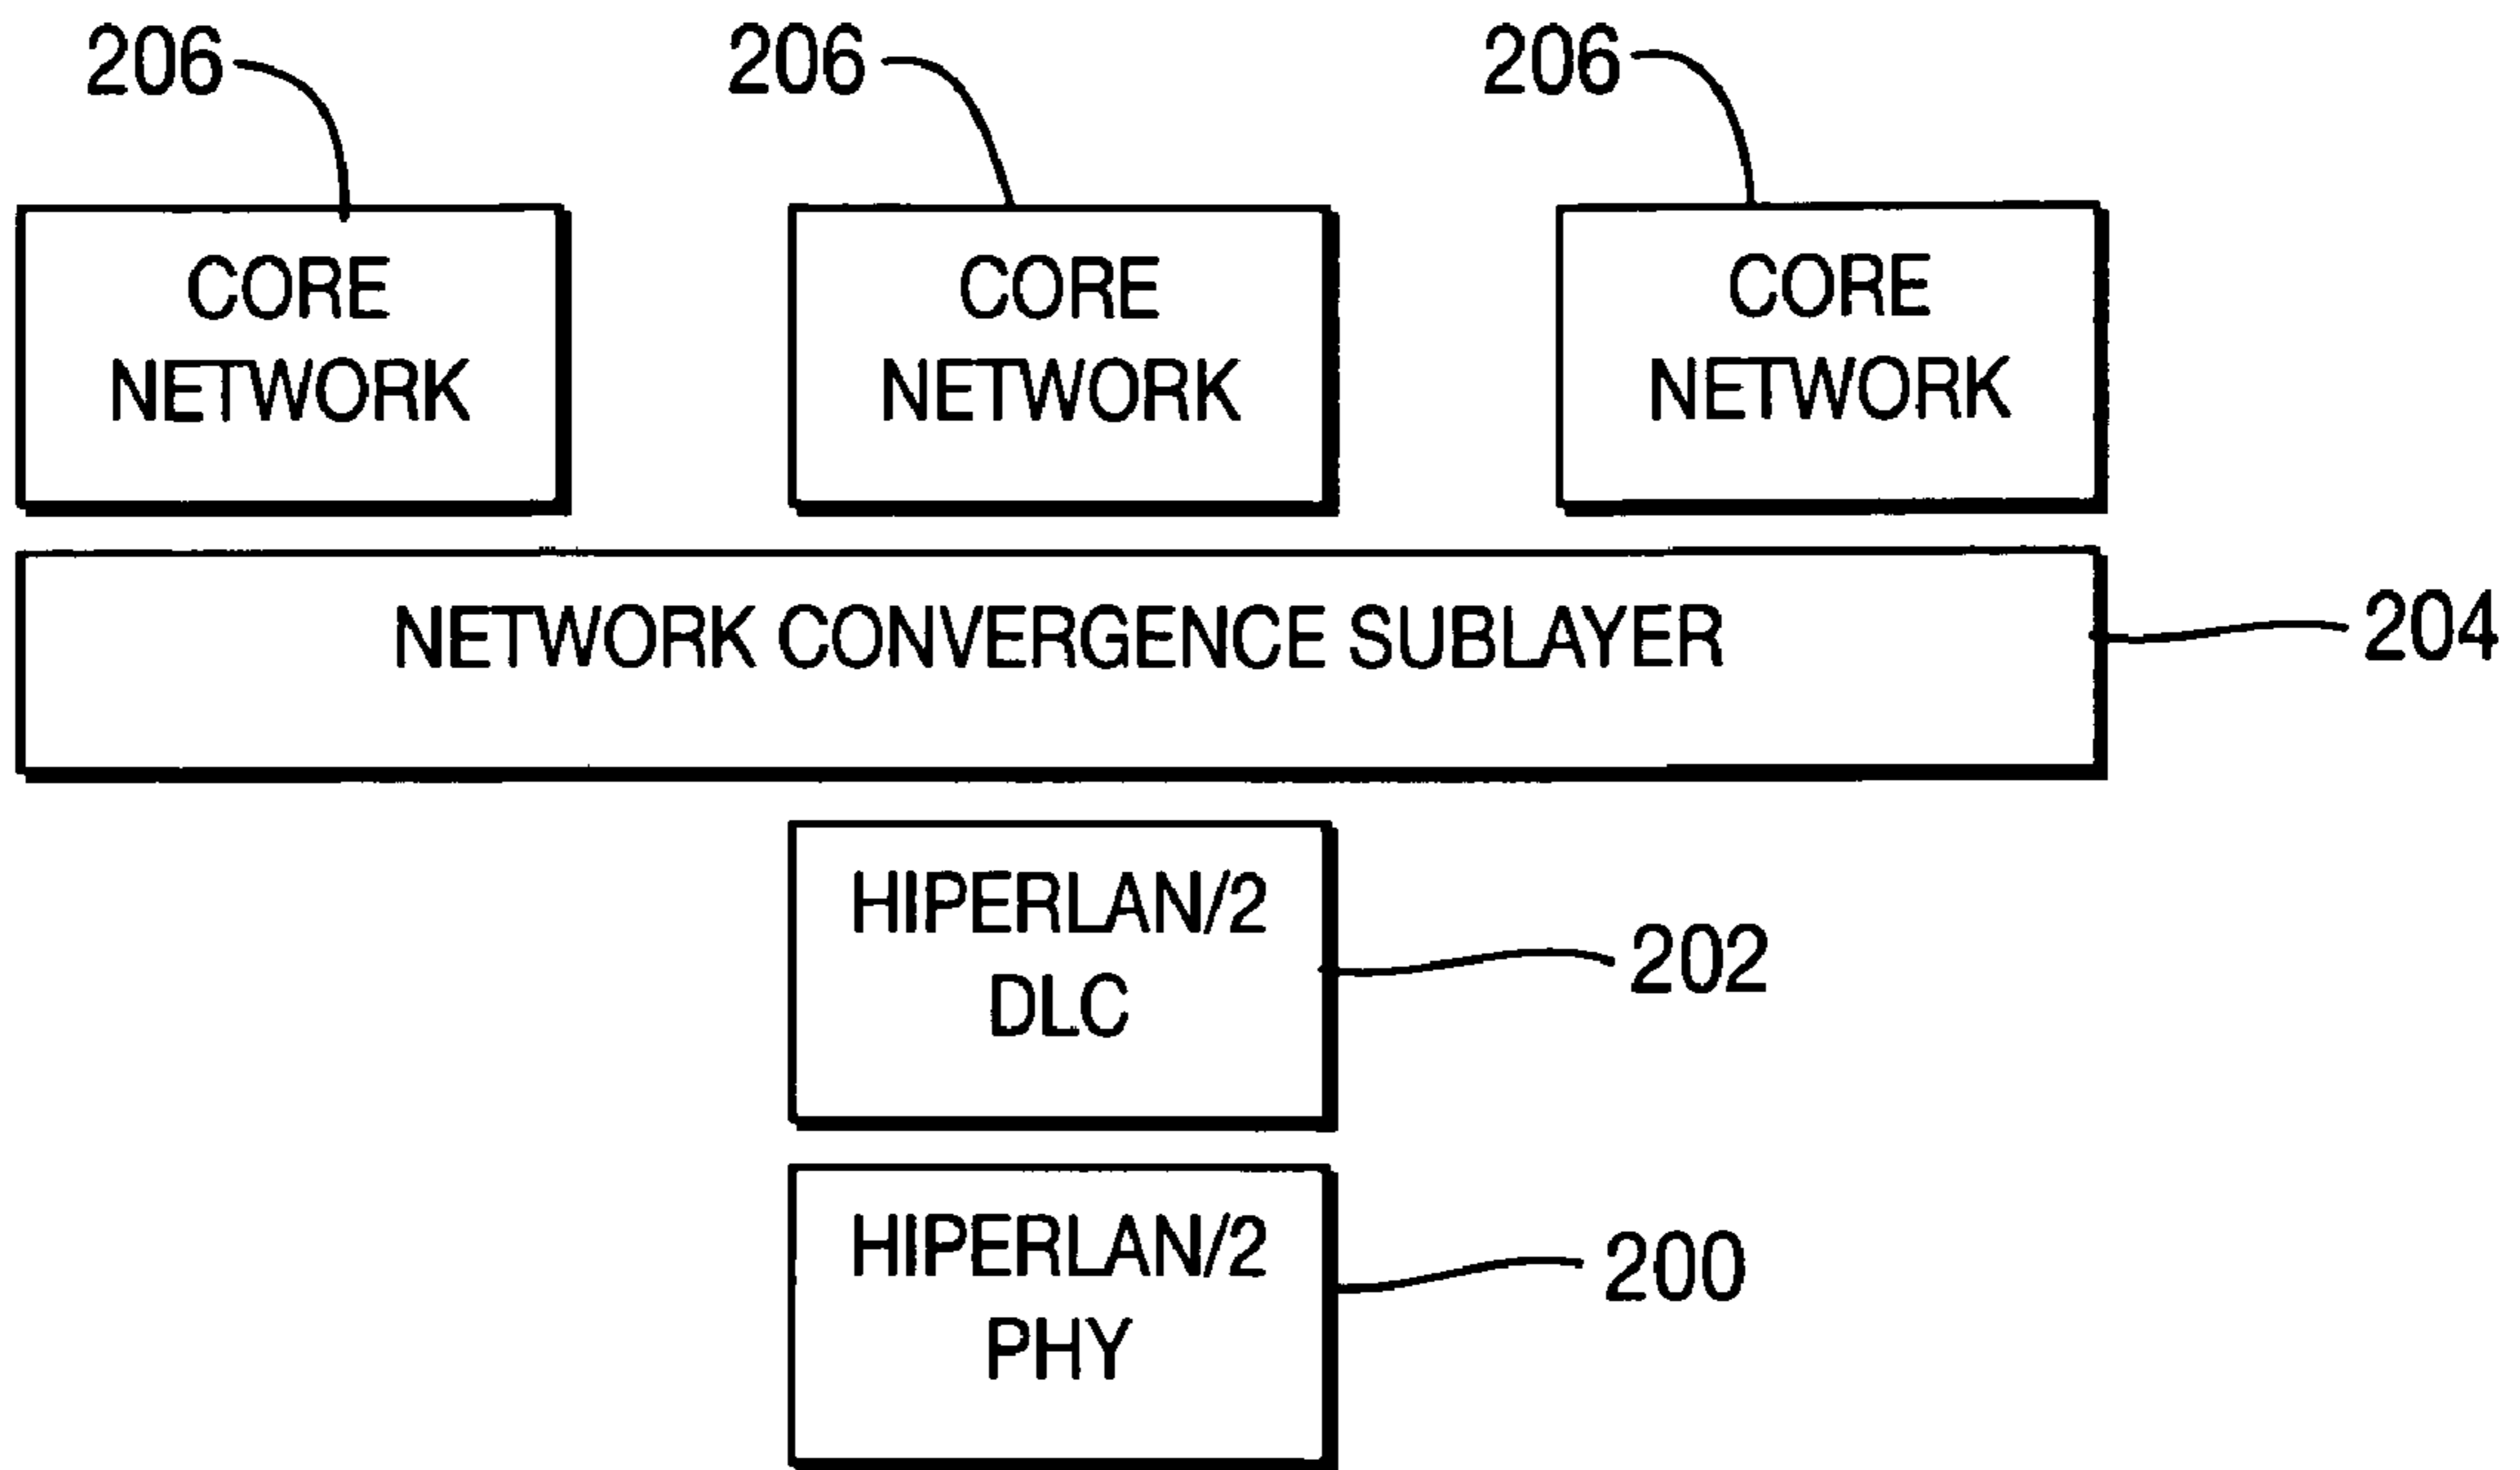 206 206 206
CORE CORE CORE
NETWORK NETWORK NETWORK
NETWORK CONVERGENCE SUBLAYER 204
HIPERLAN/2
DLC
202
HIPERLAN/2
PHY
200